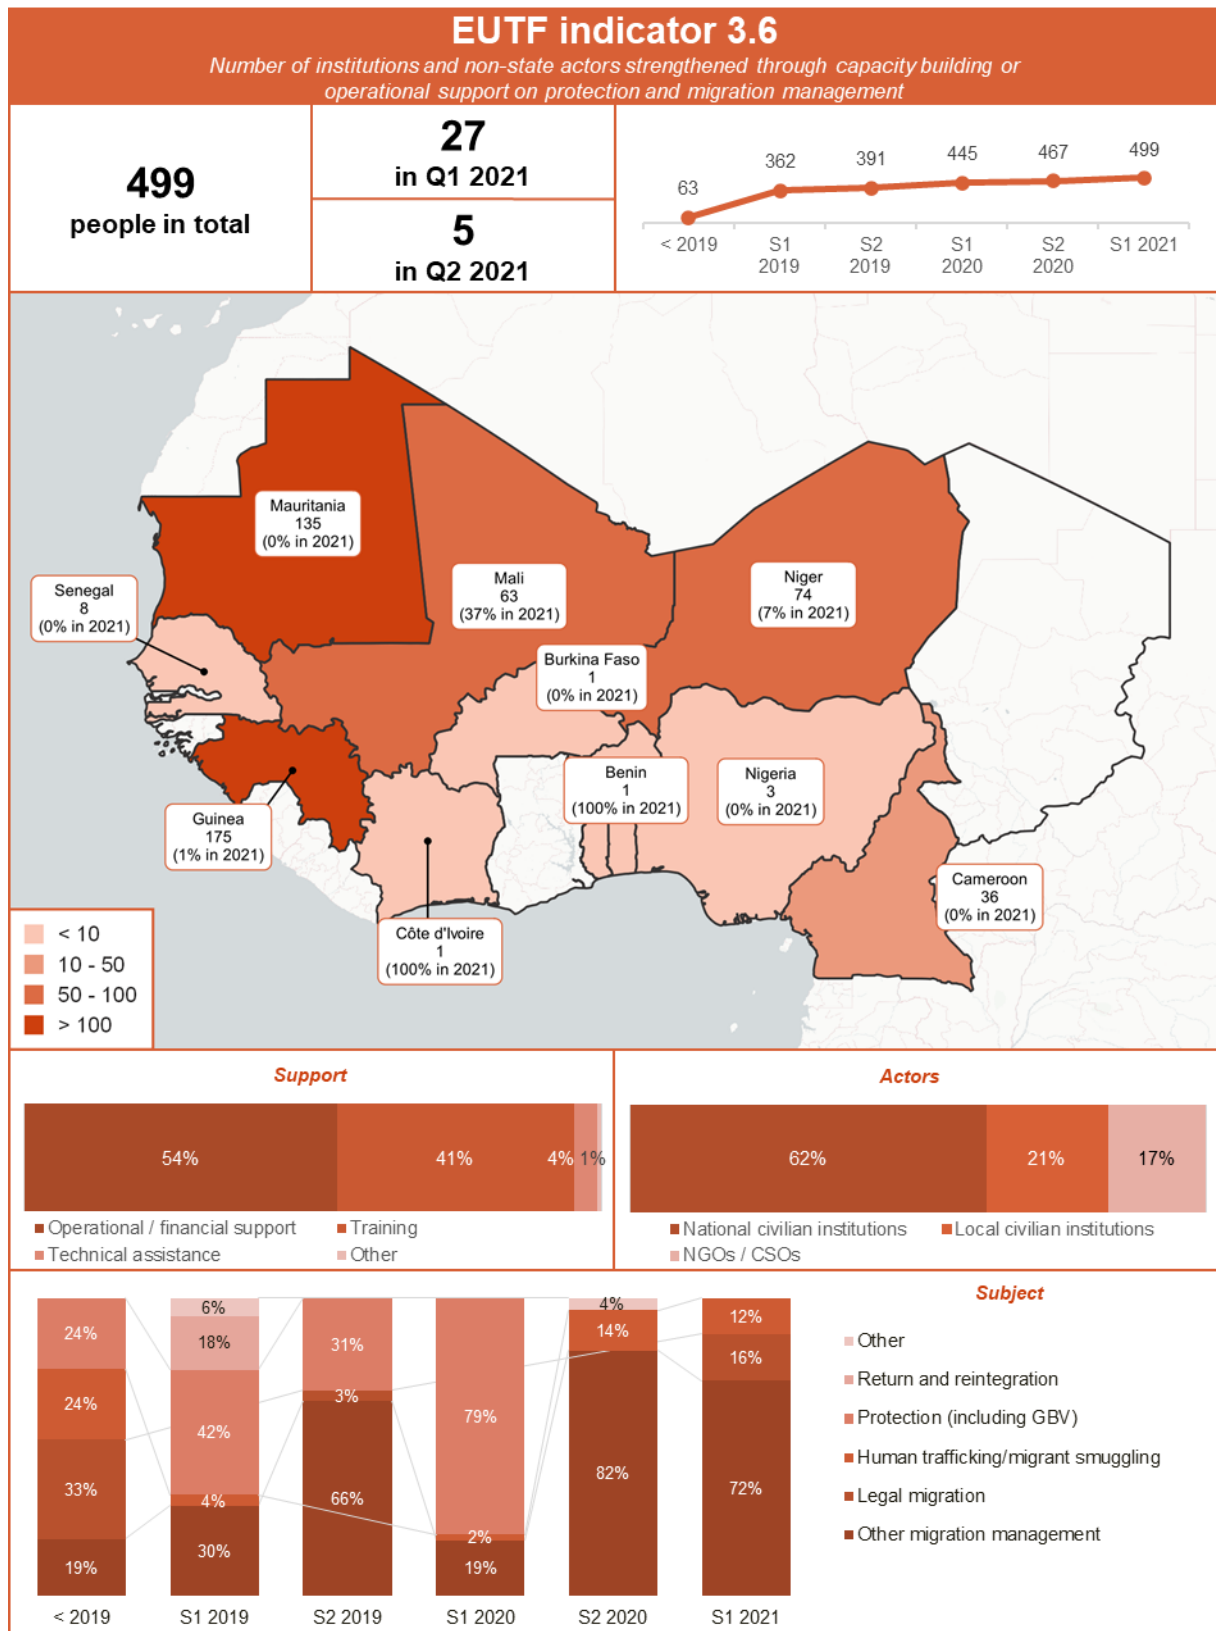 EUTF indicator 3.6
Number of institutions and non-state actors strengthened through capacity building or
operational support on protection and migration management
499
people in total
27
in Q1 2021
5
in Q2 2021
63
362
391
445
467
499
< 2019
S1
2019
S2
2019
S1
2020
S2
2020
S1 2021
Mauritania
135
(0% in 2021)
Senegal
8
(0% in 2021)
Mali
63
(37% in 2021)
Niger
74
(7% in 2021)
Burkina Faso
1
(0% in 2021)
Benin
1
(100% in 2021)
Nigeria
3
(0% in 2021)
Guinea
175
(1% in 2021)
Cameroon
36
(0% in 2021)
Côte d'Ivoire
1
(100% in 2021)
< 10
10 - 50
50 - 100
> 100
Support
54%
41%
4%
1%
Operational / financial support
Training
Technical assistance
Other
Actors
62%
21%
17%
National civilian institutions
Local civilian institutions
NGOs / CSOs
24%
24%
33%
19%
< 2019
6%
18%
42%
4%
30%
S1 2019
31%
3%
66%
S2 2019
79%
2%
19%
S1 2020
4%
14%
82%
S2 2020
12%
16%
72%
S1 2021
Subject
Other
Return and reintegration
Protection (including GBV)
Human trafficking/migrant smuggling
Legal migration
Other migration management